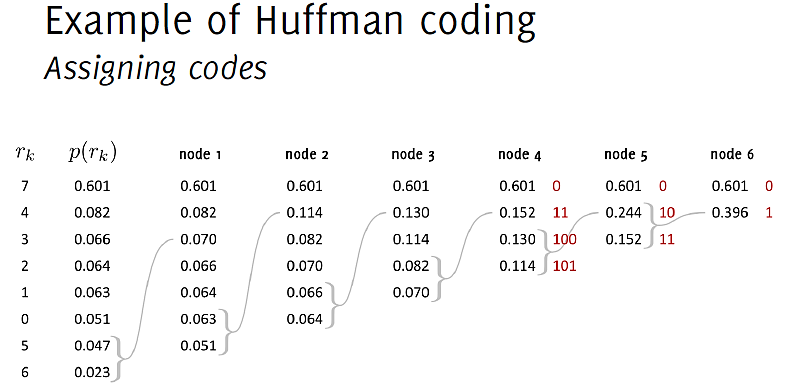 Example of Huffman coding
Assigning codes
r_k p(r_k) node 1 node 2 node 3 node 4 node 5 node 6
7 0.601 0.601 0.601 0.601 0.601 0 0.601 0 0.601 0
4 0.082 0.082 0.114 0.130 0.152 11 0.244 10 0.396 1
3 0.066 0.070 0.082 0.114 0.130 100 0.152 11
2 0.064 0.066 0.070 0.082 0.114 101
1 0.063 0.064 0.066 0.070
0 0.051 0.063 0.064
5 0.047 0.051
6 0.023